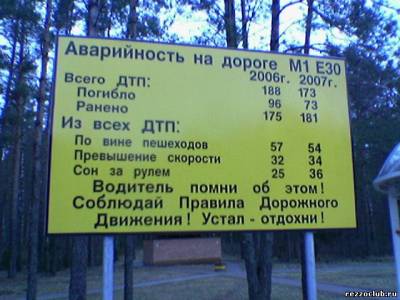 Аварийность на дороге М1 Е30
2006г. 2007г.
Всего ДТП: 188 173
Погибло 96 73
Ранено 175 181
Из всех ДТП:
По вине пешеходов 57 54
Превышение скорости 32 34
Сон за рулем 25 36
Водитель помни об этом!
Соблюдай Правила Дорожного
Движения! Устал - отдохни!
rezzoclub.ru